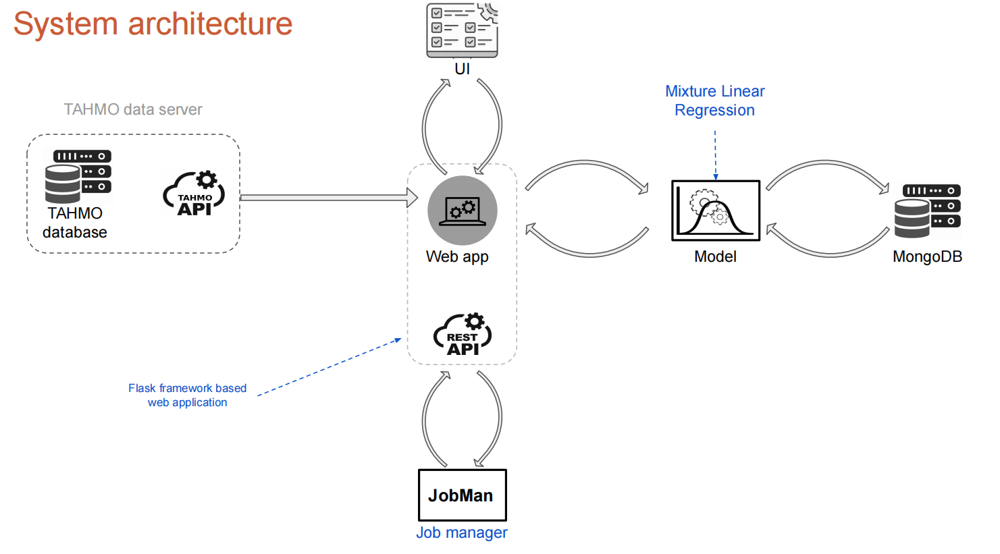 System architecture
UI
Mixture Linear
Regression
TAHMO data server
TAHMO
API
TAHMO
database
Web app
Model
MongoDB
REST
API
Flask framework based
web application
JobMan
Job manager